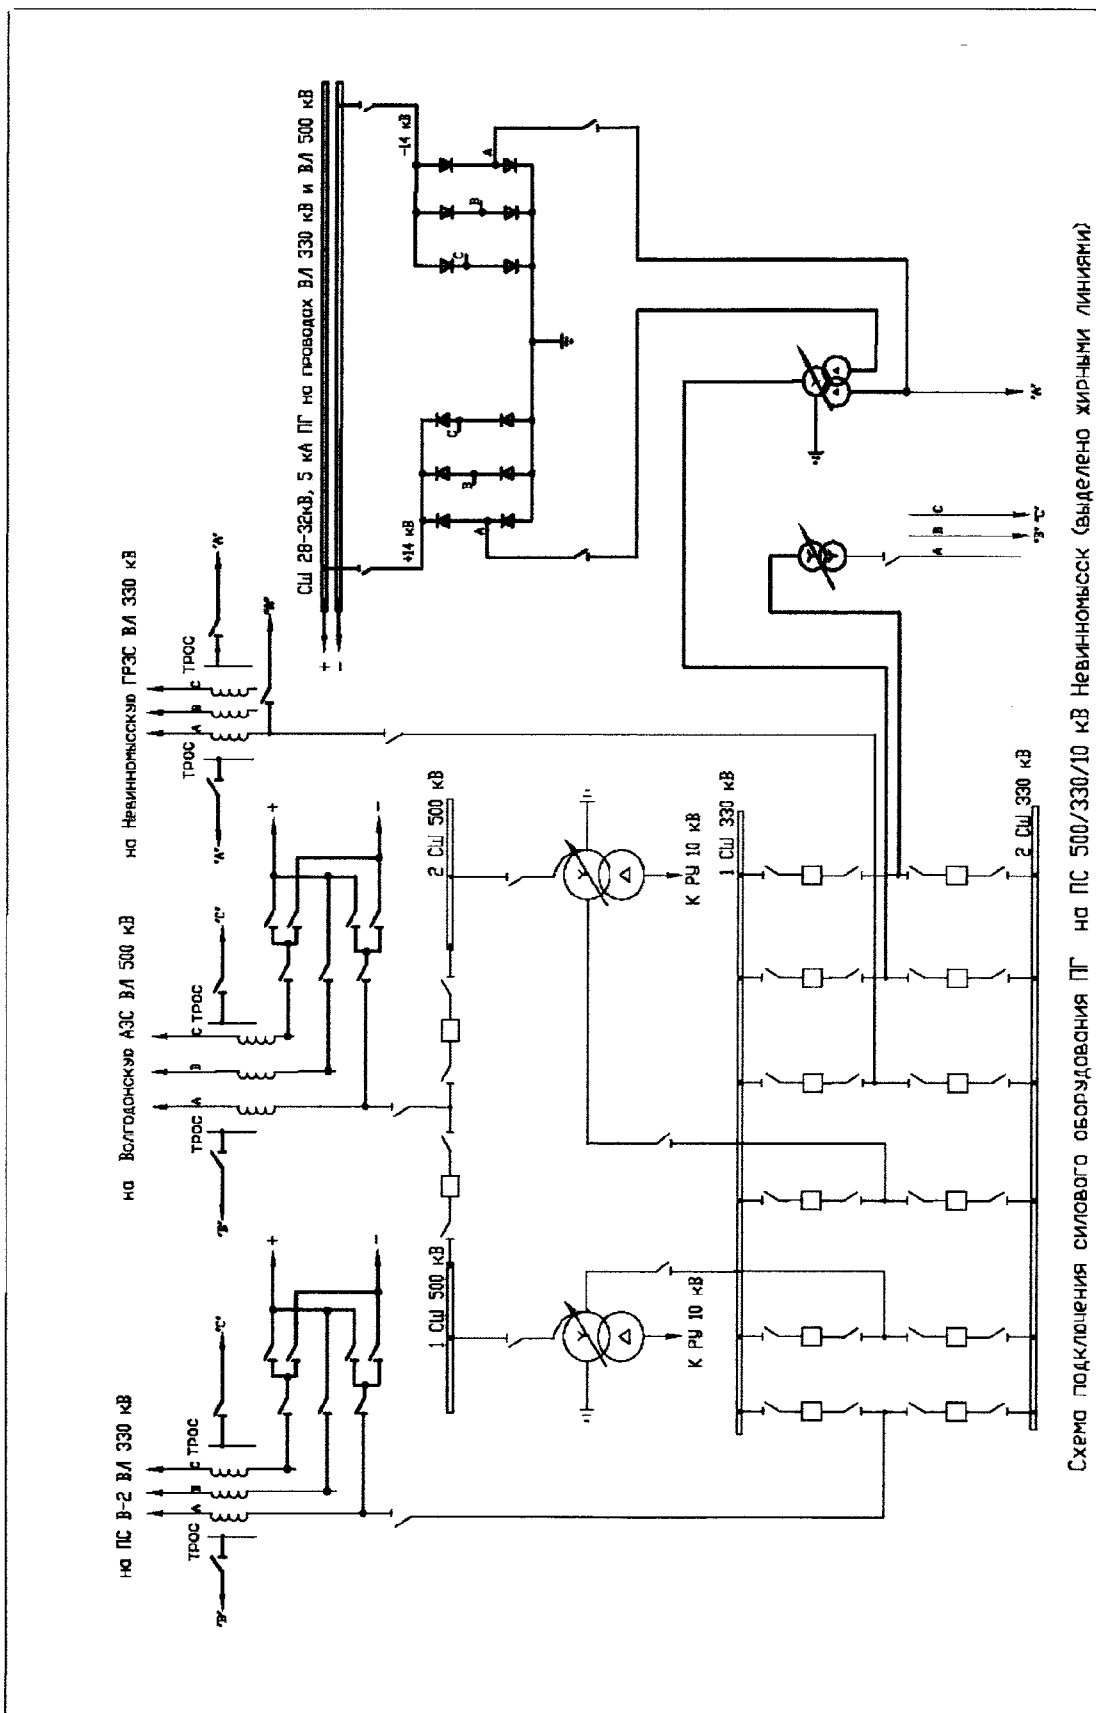 на ПС В-2 ВЛ 330 кВ
на Волгодонскую АЭС ВЛ 500 кВ
на Невинномысскую ГРЭС ВЛ 330 кВ
СШ 28-32кВ, 5 кА ПГ на проводах ВЛ 330 кВ и ВЛ 500 кВ
ТРОС
A
B
C ТРОС
"B"
"C"
+
-
ТРОС
A
B
C ТРОС
"B"
"C"
+
-
ТРОС
A
B
C
ТРОС
"A"
"A"
"N"
+
-
+14 кВ
-14 кВ
A
B
C
C
B
A
1 СШ 500 кВ
2 СШ 500 кВ
К РУ 10 кВ
К РУ 10 кВ
A
B
C
"B"
"C"
"A"
1 СШ 330 кВ
2 СШ 330 кВ
Схема подключения силового оборудования ПГ на ПС 500/330/10 кВ Невинномысск (выделено жирными линиями)